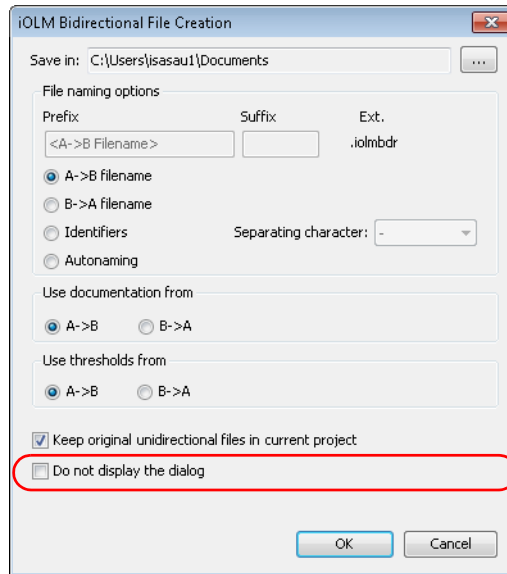 iOLM Bidirectional File Creation
Save in: C:\Users\isasau1\Documents ...
File naming options
Prefix Suffix Ext.
<A->B Filename> .iolmbdr
A->B filename
B->A filename
Identifiers Separating character: -
Autonaming
Use documentation from
A->B B->A
Use thresholds from
A->B B->A
Keep original unidirectional files in current project
Do not display the dialog
OK Cancel